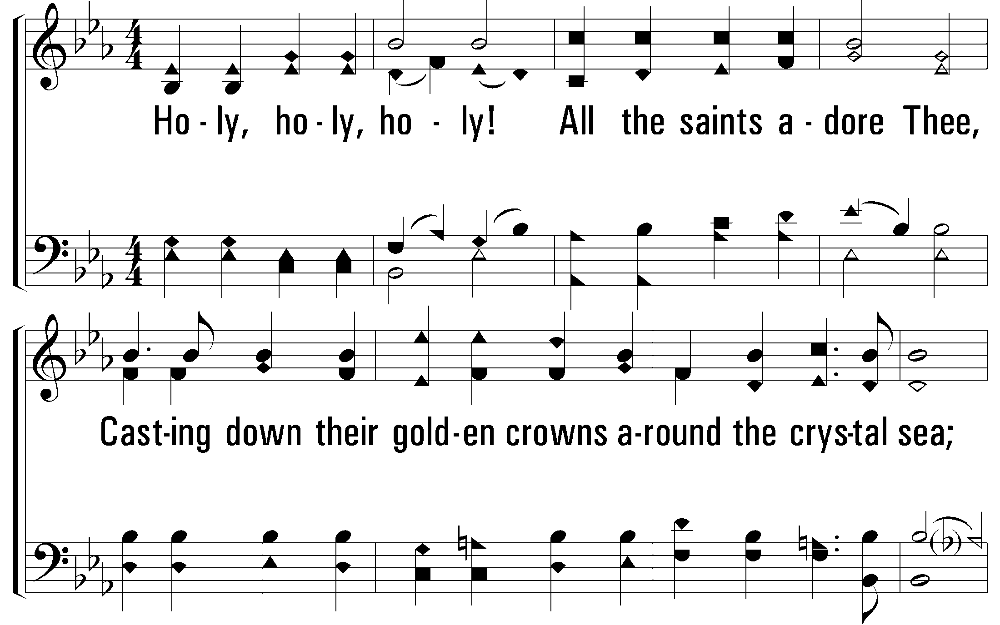 Ho - ly, ho - ly, ho - ly! All the saints a - dore Thee,
Cast-ing down their gold-en crowns a-round the crys-tal sea;